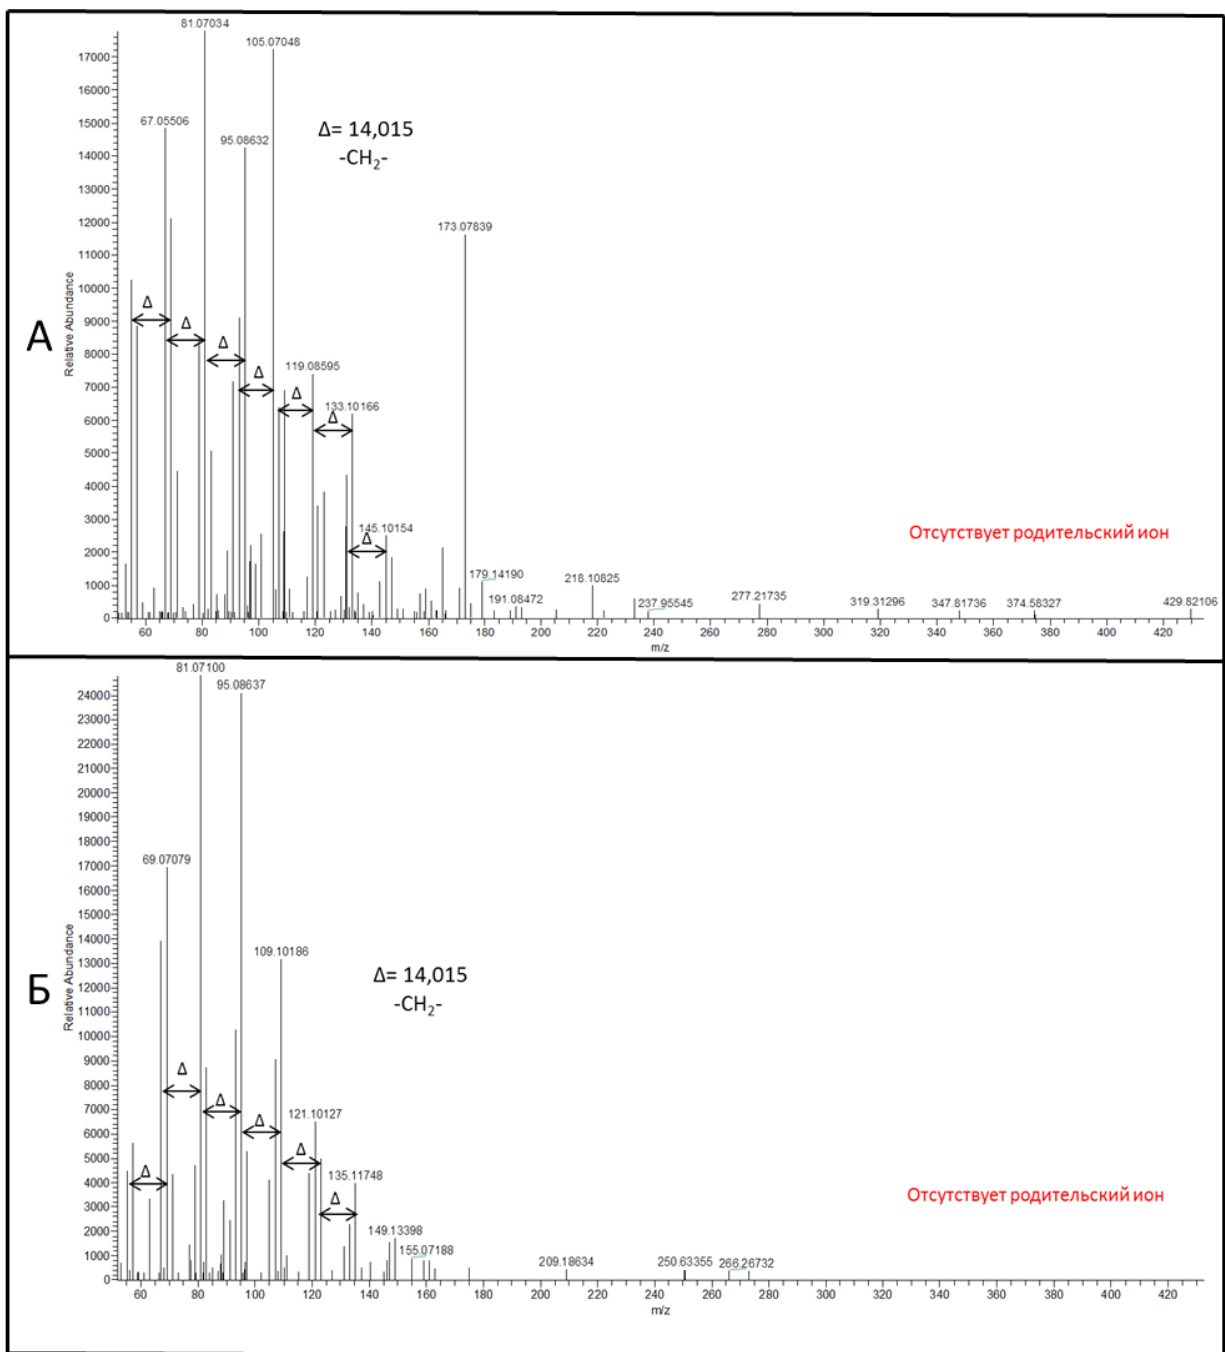 81.07034
105.07048
67.05506
95.08632
Δ= 14,015
-CH₂-
173.07839
119.08595
133.10166
145.10154
179.14190
191.08472
218.10825
237.95545
277.21735
319.31296
347.81736
374.58327
429.82106
Отсутствует родительский ион
Δ
Δ
Δ
Δ
Δ
Δ
Δ
А
Relative Abundance
17000
16000
15000
14000
13000
12000
11000
10000
9000
8000
7000
6000
5000
4000
3000
2000
1000
0
60 80 100 120 140 160 180 200 220 240 260 280 300 320 340 360 380 400 420
m/z
81.07100
95.08637
69.07079
109.10186
Δ= 14,015
-CH₂-
121.10127
135.11748
149.13398
155.07188
209.18634
250.63355
266.26732
Отсутствует родительский ион
Δ
Δ
Δ
Δ
Δ
Δ
Б
Relative Abundance
24000
23000
22000
21000
20000
19000
18000
17000
16000
15000
14000
13000
12000
11000
10000
9000
8000
7000
6000
5000
4000
3000
2000
1000
0
60 80 100 120 140 160 180 200 220 240 260 280 300 320 340 360 380 400 420
m/z